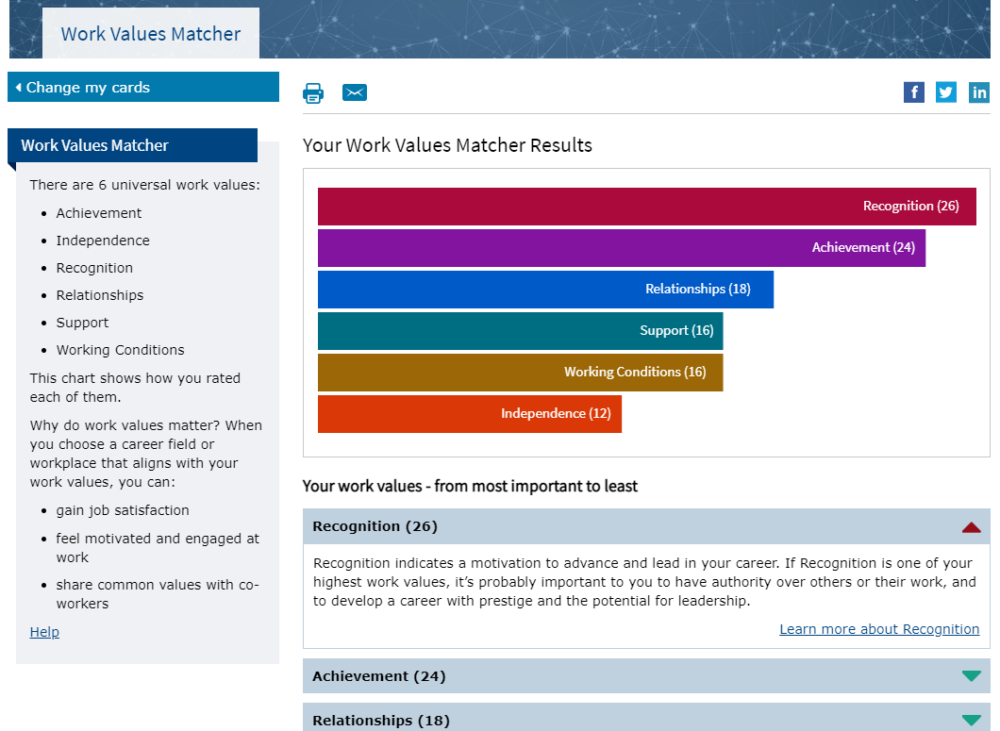 Work Values Matcher
Change my cards
Work Values Matcher
There are 6 universal work values:
Achievement
Independence
Recognition
Relationships
Support
Working Conditions
This chart shows how you rated
each of them.
Why do work values matter? When
you choose a career field or
workplace that aligns with your
work values, you can:
gain job satisfaction
feel motivated and engaged at
work
share common values with co-
workers
Help
f
in
Your Work Values Matcher Results
Recognition (26)
Achievement (24)
Relationships (18)
Support (16)
Working Conditions (16)
Independence (12)
Your work values - from most important to least
Recognition (26)
Recognition indicates a motivation to advance and lead in your career. If Recognition is one of your
highest work values, it's probably important to you to have authority over others or their work, and
to develop a career with prestige and the potential for leadership.
Learn more about Recognition
Achievement (24)
Relationships (18)